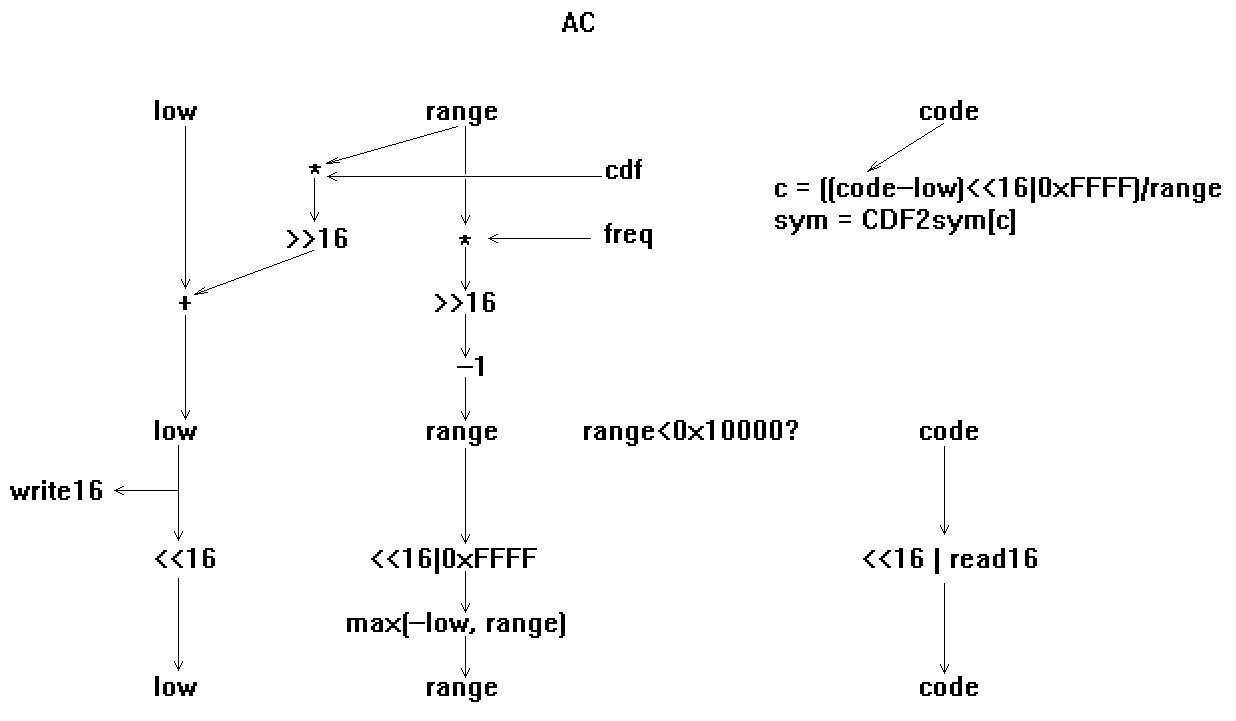 AC
low range code
* cdf
c = ((code-low)<<16|0xFFFF)/range
sym = CDF2sym[c]
>>16 * freq
+ >>16
-1
low range range<0x10000? code
write16
<<16 <<16|0xFFFF <<16 | read16
max(-low, range)
low range code